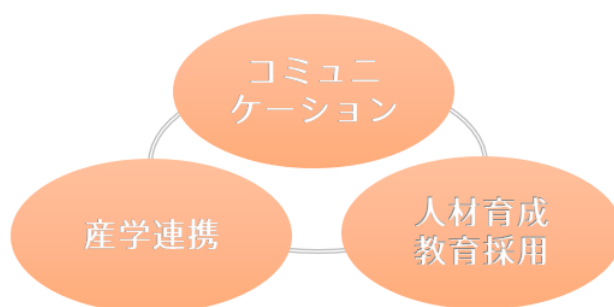 コミュニ
ケーション
産学連携
人材育成
教育採用